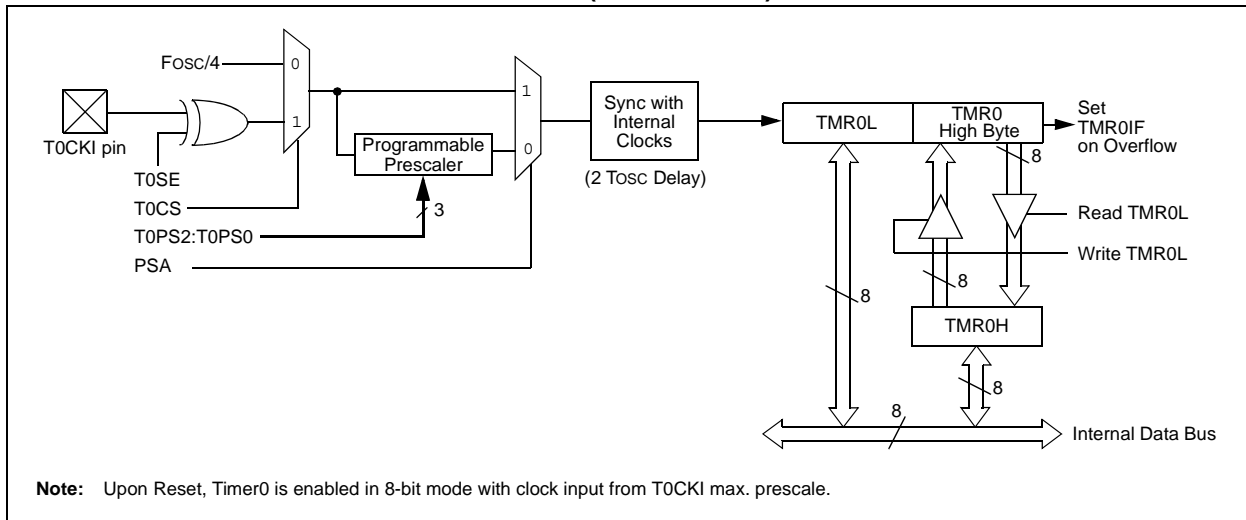 FOSC/4
0
1
T0CKI pin
T0SE
T0CS
T0PS2:T0PS0
PSA
Programmable
Prescaler
3
1
0
Sync with
Internal
Clocks
(2 TOSC Delay)
TMR0L
TMR0
High Byte
8
Set
TMR0IF
on Overflow
Read TMR0L
Write TMR0L
8
8
TMR0H
8
8
Internal Data Bus
Note: Upon Reset, Timer0 is enabled in 8-bit mode with clock input from T0CKI max. prescale.